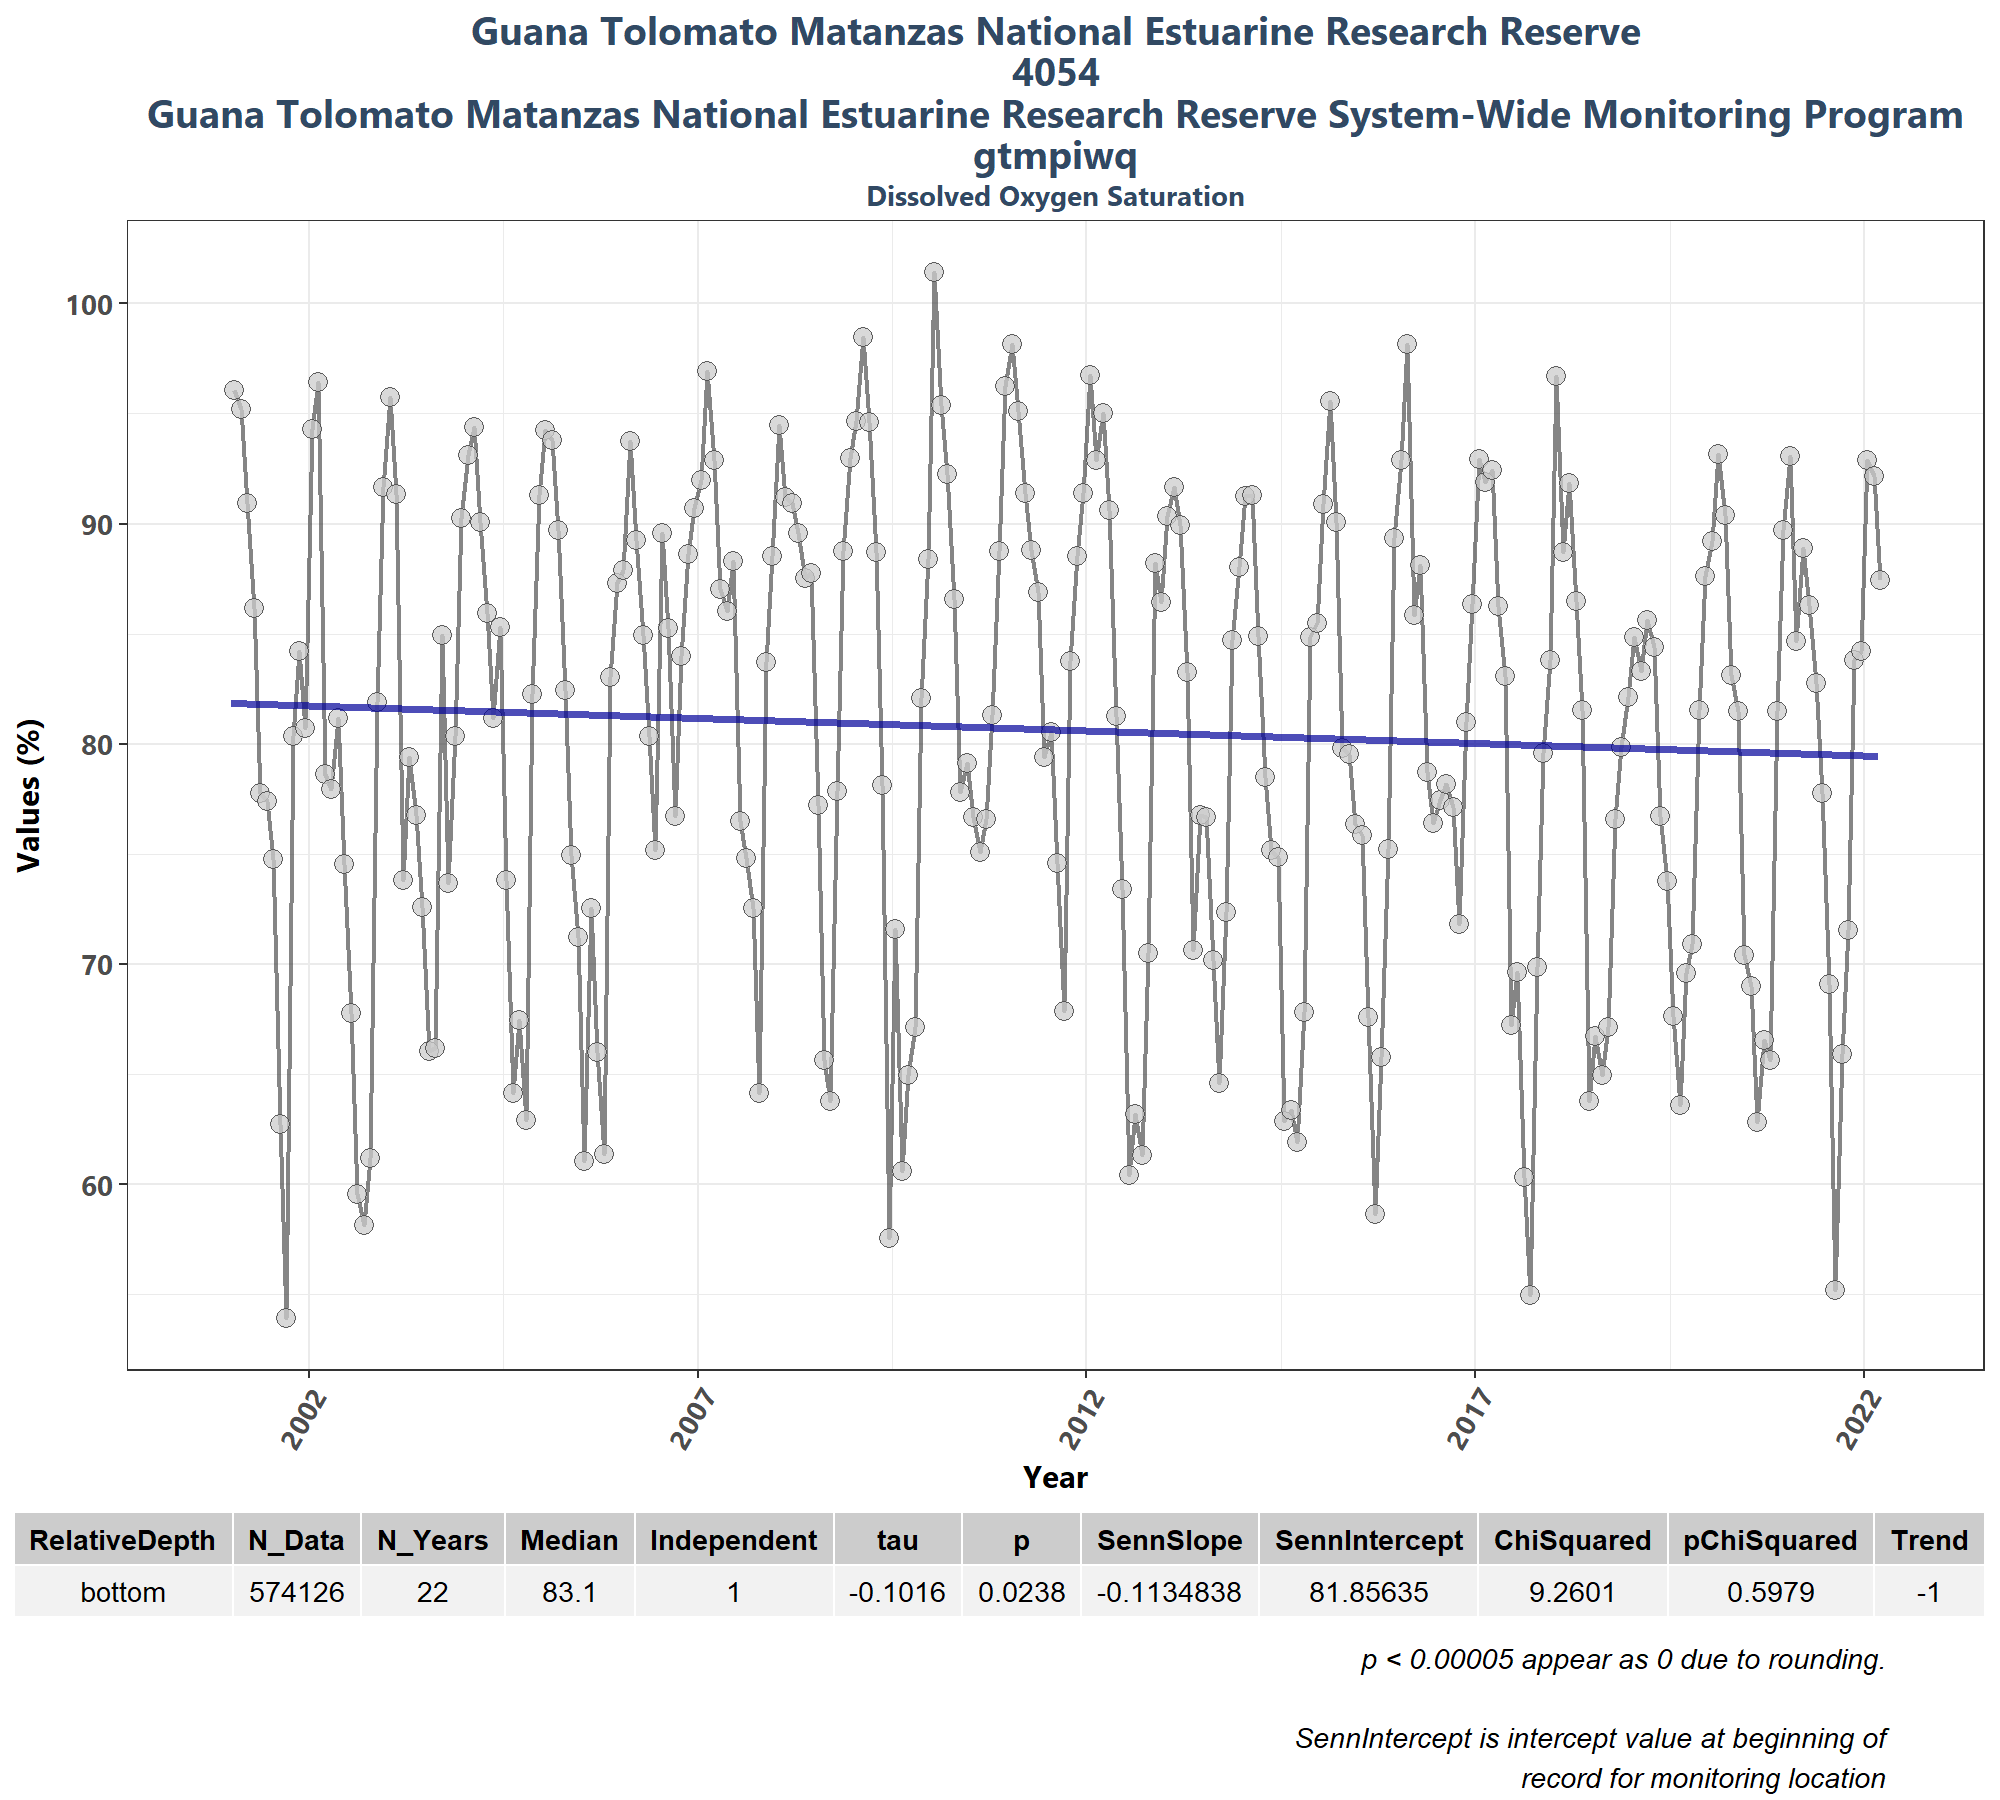 Guana Tolomato Matanzas National Estuarine Research Reserve
4054
Guana Tolomato Matanzas National Estuarine Research Reserve System-Wide Monitoring Program
gtmpiwq
Dissolved Oxygen Saturation
Values (%)
100
90
80
70
60
2002
2007
2012
2017
2022
Year
RelativeDepth N_Data N_Years Median Independent tau p SennSlope SennIntercept ChiSquared pChiSquared Trend
bottom 574126 22 83.1 1 -0.1016 0.0238 -0.1134838 81.85635 9.2601 0.5979 -1
p < 0.00005 appear as 0 due to rounding.
SennIntercept is intercept value at beginning of
record for monitoring location